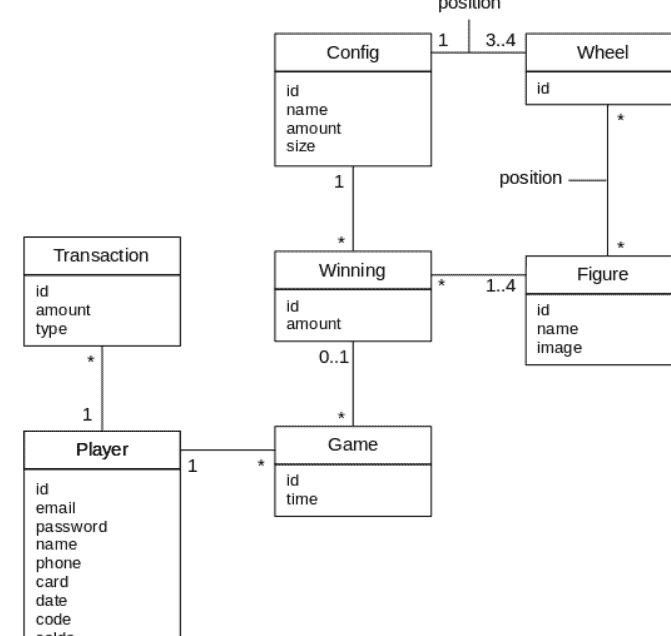 position
Config
1
3..4
Wheel
id
name
amount
size
id
1
*
position
*
*
Transaction
Winning
*
1..4
Figure
id
amount
type
id
amount
id
name
image
*
0..1
1
*
Player
1
*
Game
id
email
password
name
phone
card
date
code
id
time